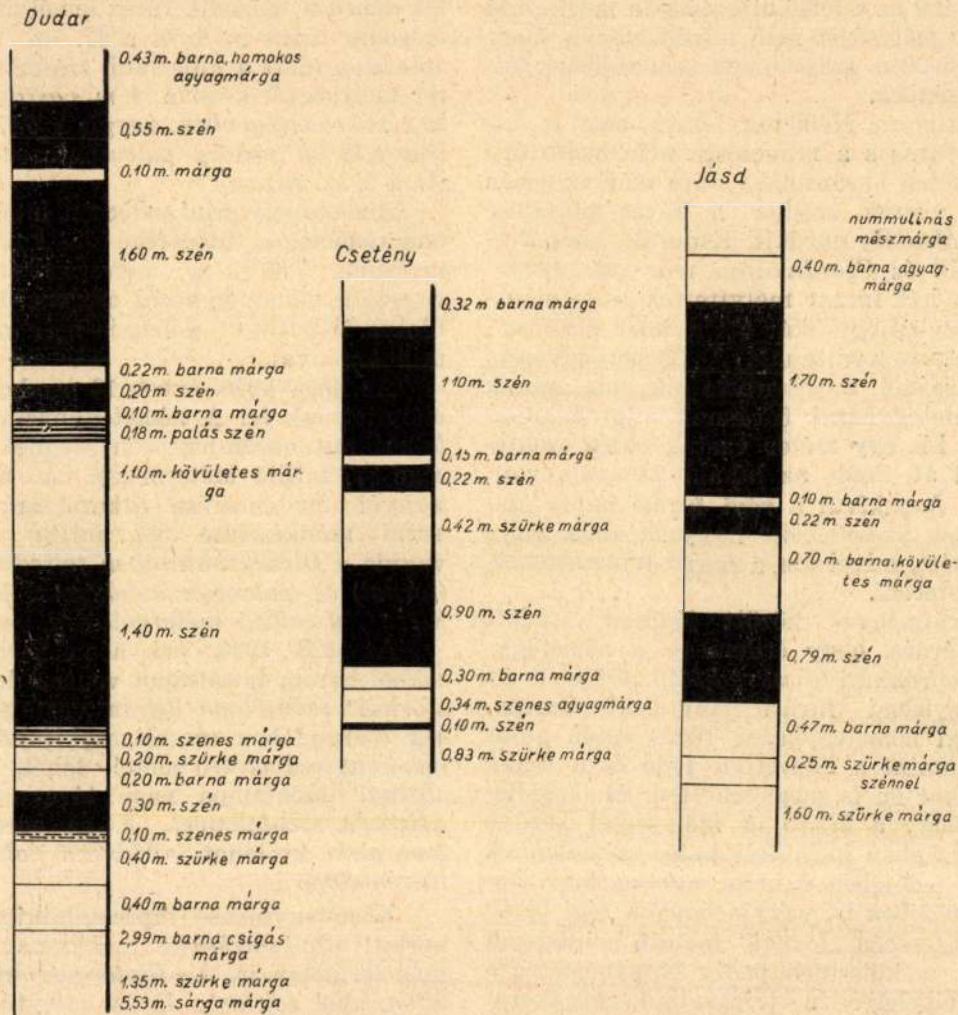 Dudar
0.43 m. barna, homokos
agyagmárga
0,55 m. szén
0.10 m. márga
1.60 m. szén
0.22 m. barna márga
0.20 m. szén
0,10 m. barna márga
0,18 m. palás szén
1,10 m. kövületes már-
ga
1,40 m. szén
0,10 m. szenes márga
0,20 m. szürke márga
0,20 m. barna márga
0.30 m. szén
0,10 m. szenes márga
0,40 m. szürke márga
0,40 m. barna márga
2,99 m. barna csigás
márga
1.35 m. szürke márga
5,53 m. sárga márga
Csetény
0,32 m barna márga
1·10 m. szén
0,15 m. barna márga
0,22 m. szén
0.42 m. szürke márga
0,90 m. szén
0,30 m. barna márga
0,34 m. szenes agyagmárga
0,10 m. szén
0,83 m. szürke márga
Jásd
nummulinás
mészmárga
0,40 m. barna agyag
márga
1,70 m. szén
0,10 m. barna márga
0.22 m. szén
0.70 m. barna. kövüle-
tes márga
0,79 m. szén
0.47 m. barna márga
0,25 m. szürkemárga
szénnel
1,60 m. szürke márga